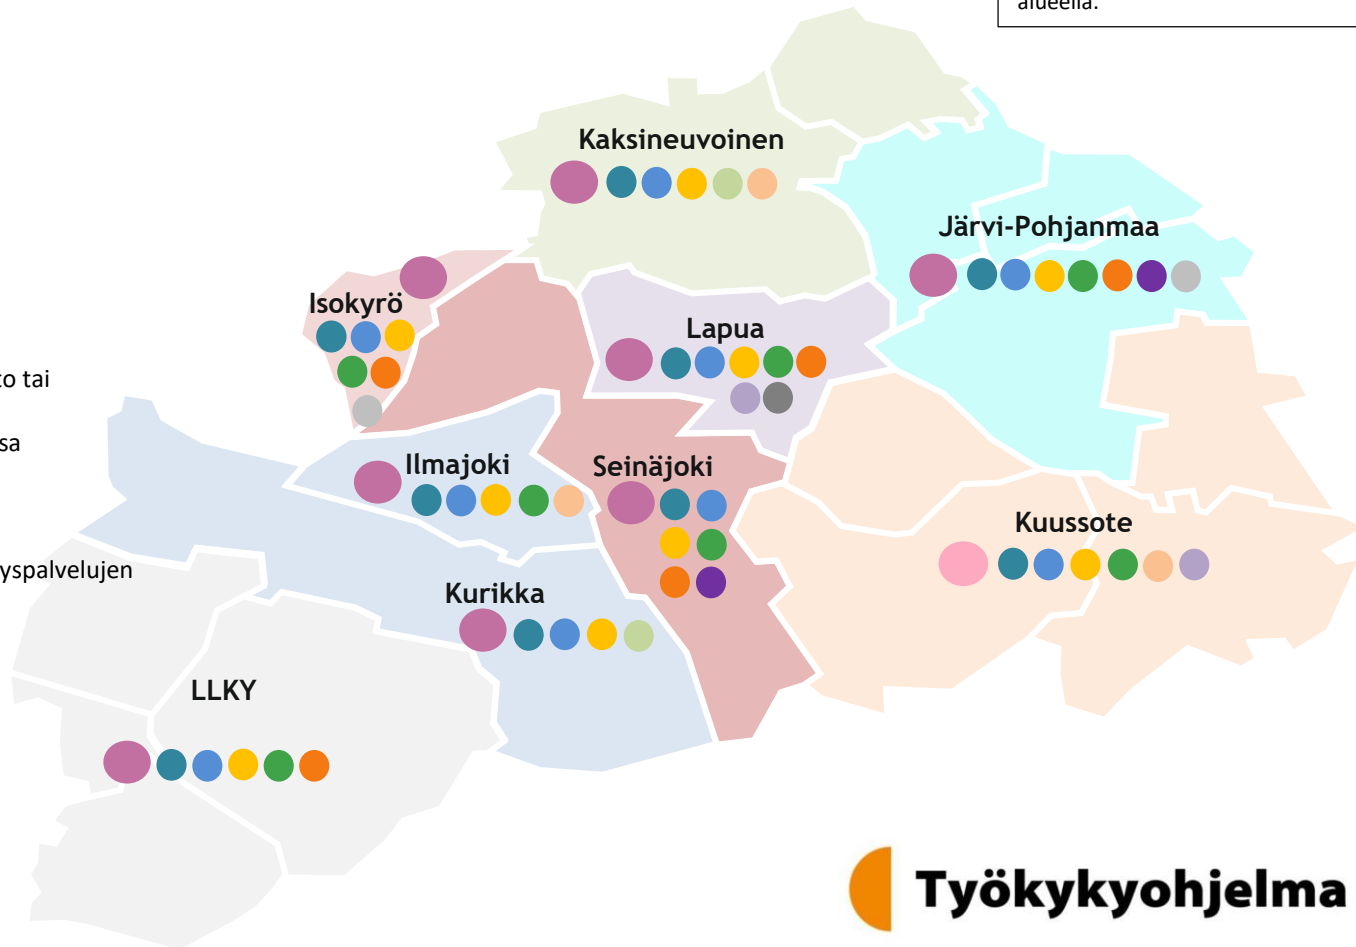 alueella.
Kaksineuvoinen
Järvi-Pohjanmaa
Isokyrö
Lapua
to tai
sa
Ilmajoki
Seinäjoki
Kuussote
yspalvelujen
Kurikka
LLKY
Työkykyohjelma